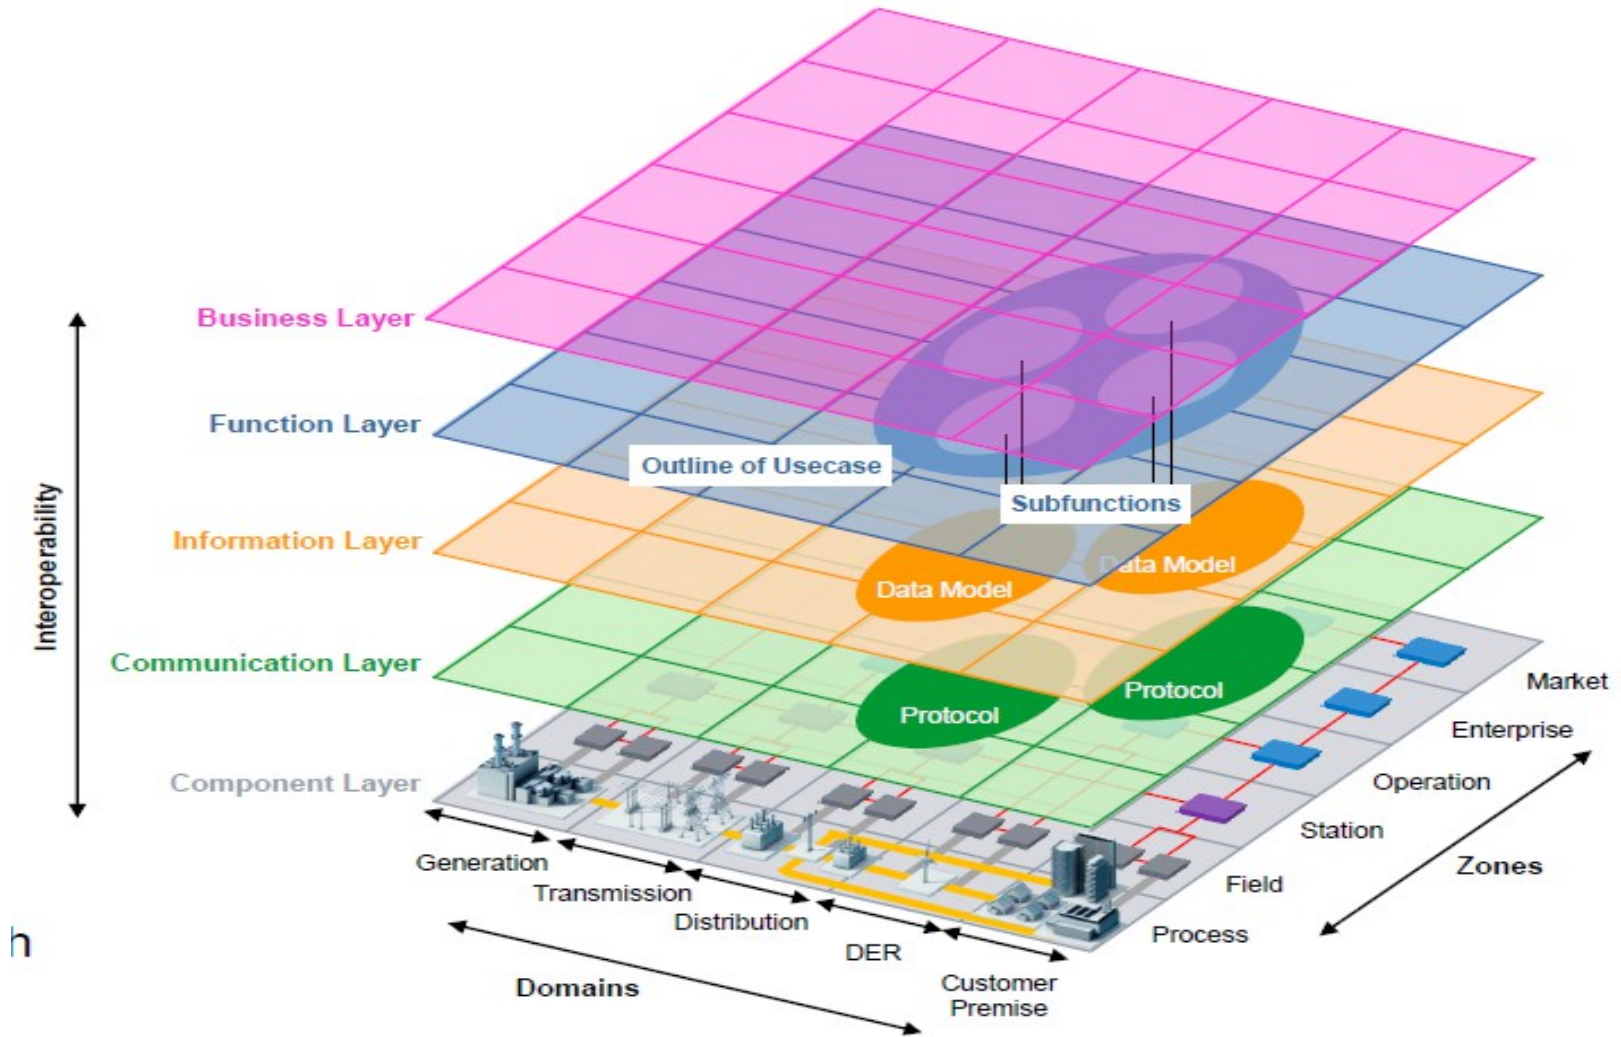 Business Layer
Function Layer
Outline of Usecase
Subfunctions
Information Layer
Data Model
Data Model
Communication Layer
Protocol
Protocol
Component Layer
Interoperability
Market
Enterprise
Operation
Station
Field
Process
Zones
Generation
Transmission
Distribution
DER
Customer
Premise
Domains
h